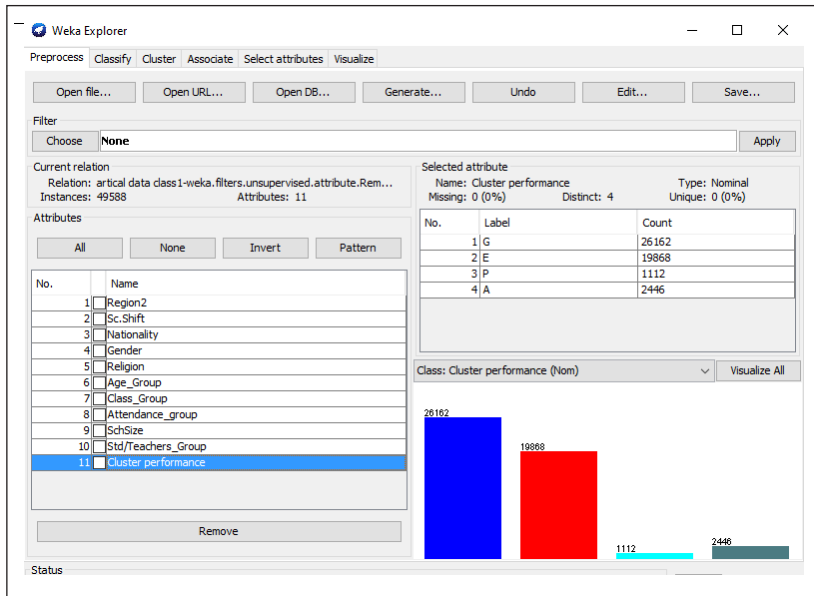 Weka Explorer
Preprocess Classify Cluster Associate Select attributes Visualize
Open file... Open URL... Open DB... Generate... Undo Edit... Save...
Filter
Choose None Apply
Current relation
Relation: artical data class1-weka.filters.unsupervised.attribute.Rem...
Instances: 49588 Attributes: 11
Attributes
All None Invert Pattern
No. Name
1 Region2
2 Sc.Shift
3 Nationality
4 Gender
5 Religion
6 Age_Group
7 Class_Group
8 Attendance_group
9 SchSize
10 Std/Teachers_Group
11 Cluster performance
Remove
Selected attribute
Name: Cluster performance Type: Nominal
Missing: 0 (0%) Distinct: 4 Unique: 0 (0%)
No. Label Count
1 G 26162
2 E 19868
3 P 1112
4 A 2446
Class: Cluster performance (Nom) Visualize All
26162
19868
1112
2446
Status